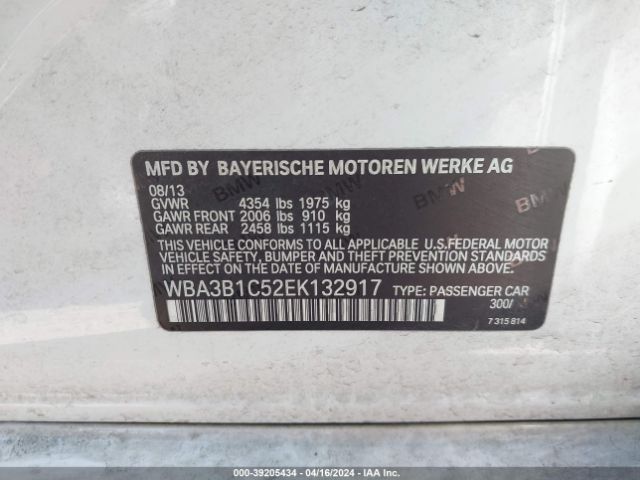 MFD BY BAYERISCHE MOTOREN WERKE AG
08/13
GVWR 4354 lbs 1975 kg
GAWR FRONT 2006 lbs 910 kg
GAWR REAR 2458 lbs 1115 kg
THIS VEHICLE CONFORMS TO ALL APPLICABLE U.S.FEDERAL MOTOR
VEHICLE SAFETY, BUMPER AND THEFT PREVENTION STANDARDS
IN EFFECT ON THE DATE OF MANUFACTURE SHOWN ABOVE.
WBA3B1C52EK132917 TYPE: PASSENGER CAR
300/
7 315 814
000-39205434 - 04/16/2024 - IAA Inc.